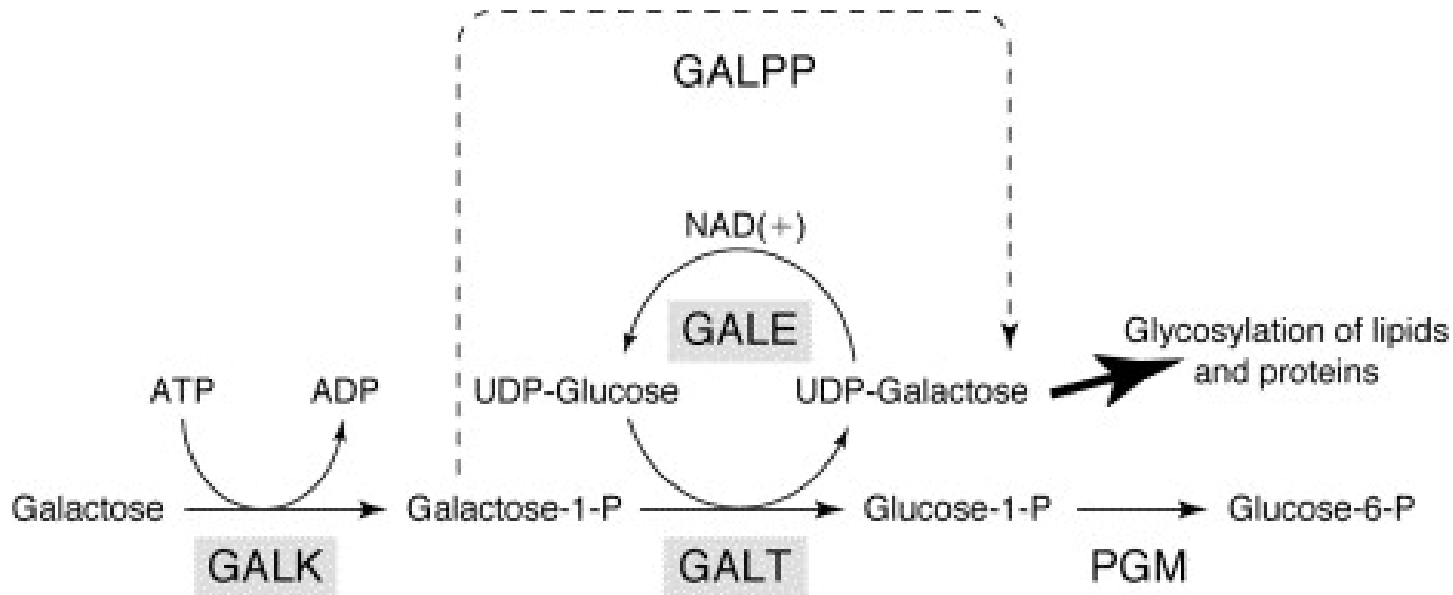 GALPP
NAD(+)
GALE
Glycosylation of lipids
and proteins
ATP ADP UDP-Glucose UDP-Galactose
Galactose Galactose-1-P Glucose-1-P Glucose-6-P
GALK GALT PGM